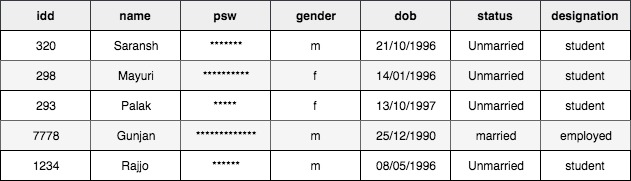 idd name psw gender dob status designation
320 Saransh ******* m 21/10/1996 Unmarried student
298 Mayuri ********** f 14/01/1996 Unmarried student
293 Palak ***** f 13/10/1997 Unmarried student
7778 Gunjan ************* m 25/12/1990 married employed
1234 Rajjo ****** m 08/05/1996 Unmarried student